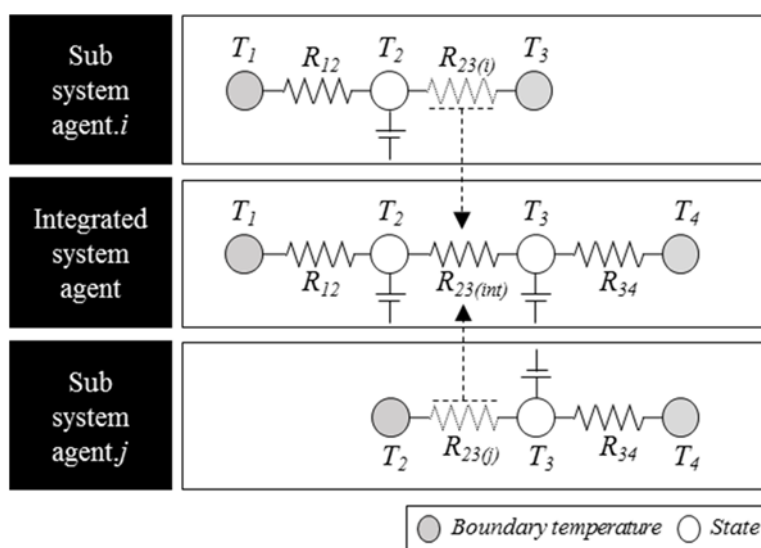 Sub
system
agent.i
T1 R12 T2 R23(i) T3
Integrated
system
agent
T1 T2 T3 T4
R12 R23(int) R34
Sub
system
agent.j
T2 R23(j) T3 R34 T4
Boundary temperature State